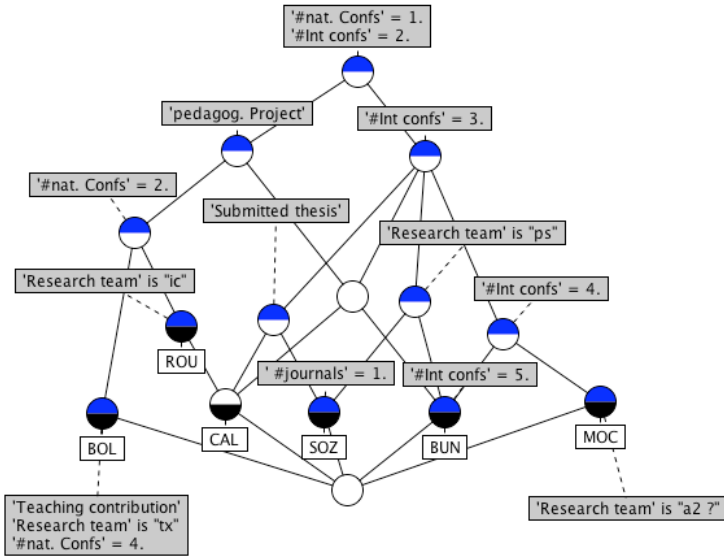 '#nat. Confs' = 1.
'#Int confs' = 2.
'pedagog. Project'
'#Int confs' = 3.
'#nat. Confs' = 2.
'Submitted thesis'
'Research team' is "ps"
'Research team' is "ic"
'#Int confs' = 4.
ROU
' #journals' = 1.
'#Int confs' = 5.
BOL
CAL
SOZ
BUN
MOC
'Teaching contribution'
'Research team' is "tx"
'#nat. Confs' = 4.
'Research team' is "a2 ?"